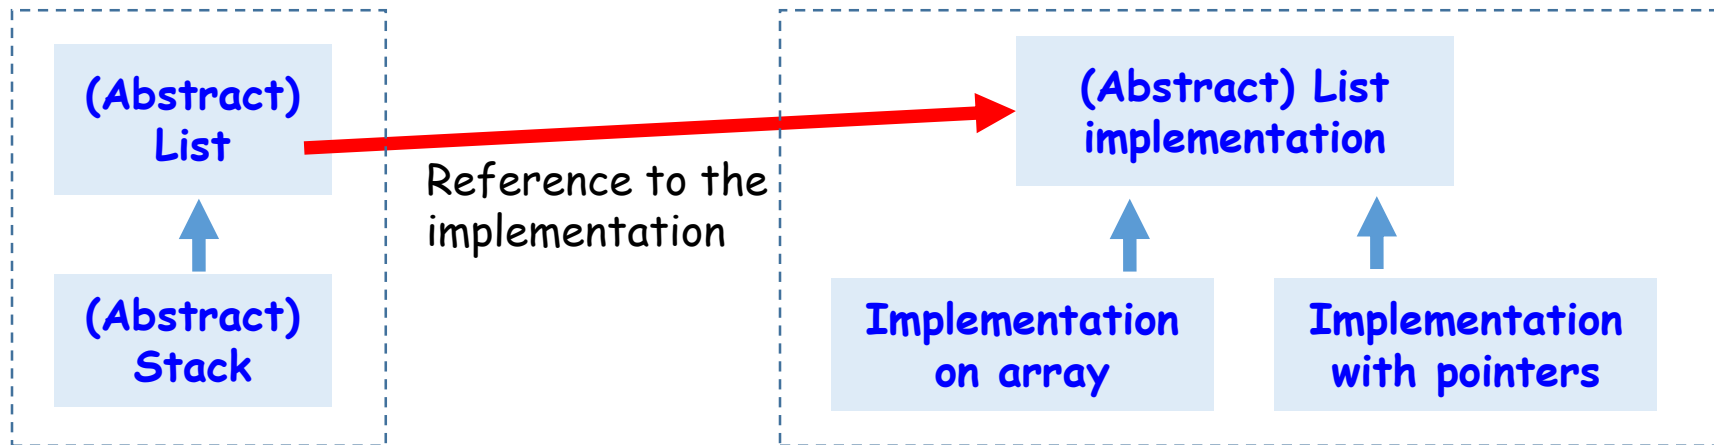 (Abstract)
List
(Abstract)
Stack
Reference to the
implementation
(Abstract) List
implementation
Implementation
on array
Implementation
with pointers